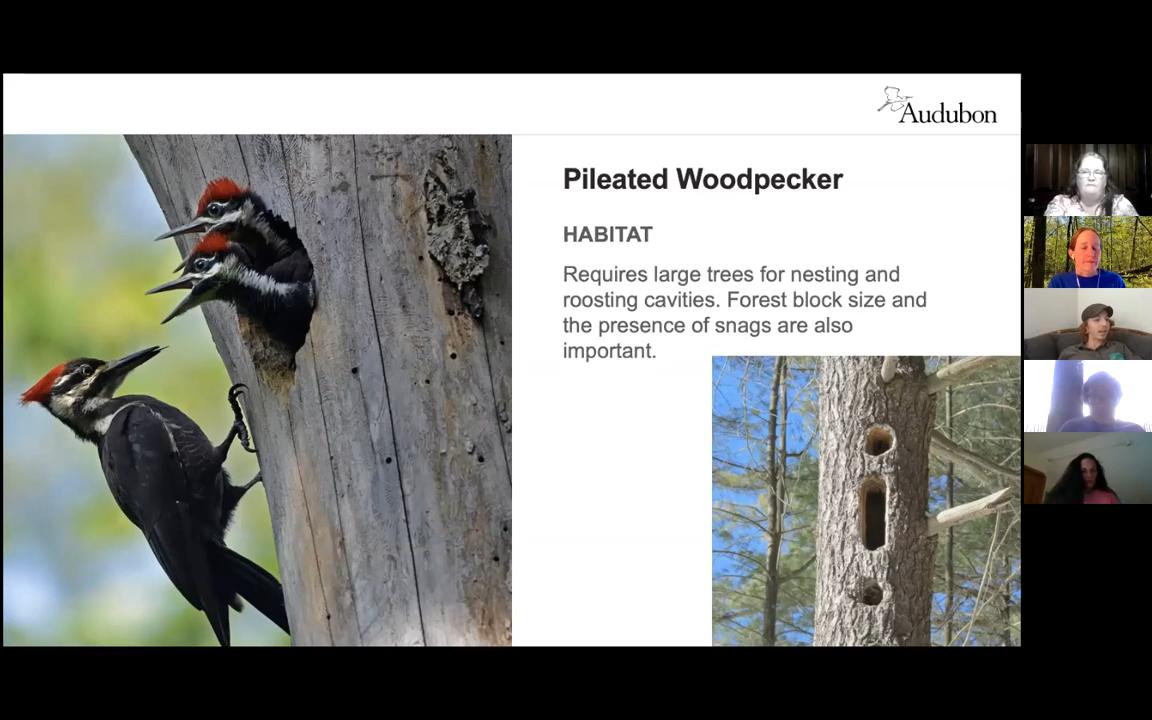 Audubon
Pileated Woodpecker
HABITAT
Requires large trees for nesting and
roosting cavities. Forest block size and
the presence of snags are also
important.